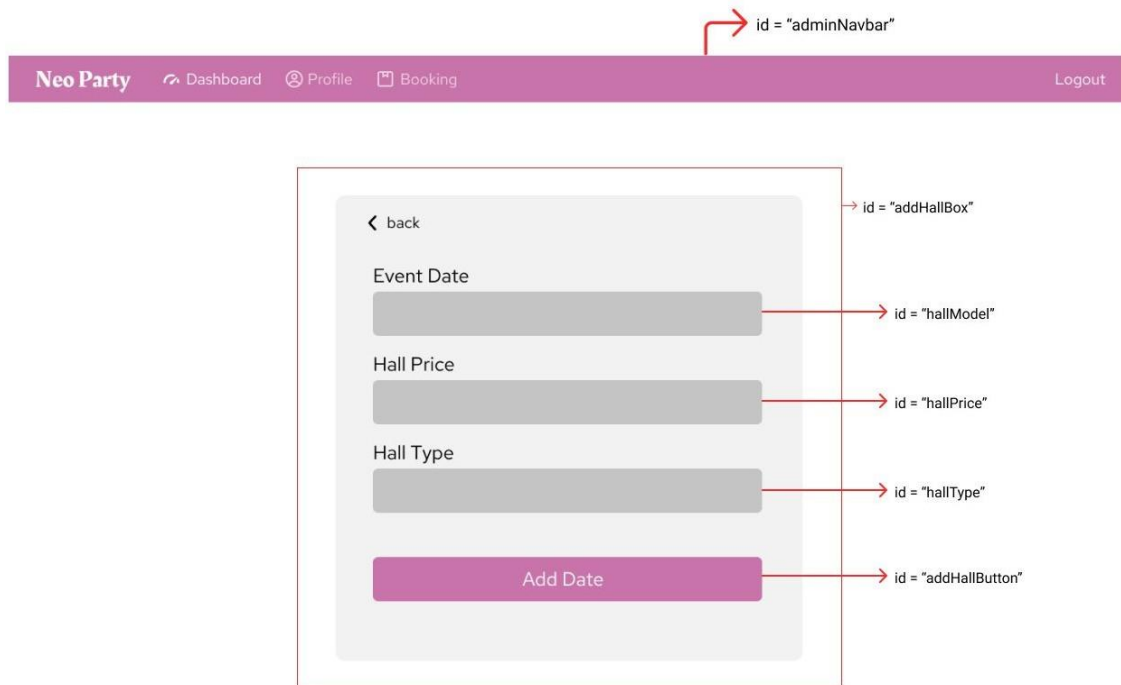 id = “adminNavbar”
Neo Party Dashboard Profile Booking Logout
back
id = “addHallBox”
Event Date
id = “hallModel”
Hall Price
id = “hallPrice”
Hall Type
id = “hallType”
Add Date
id = “addHallButton”